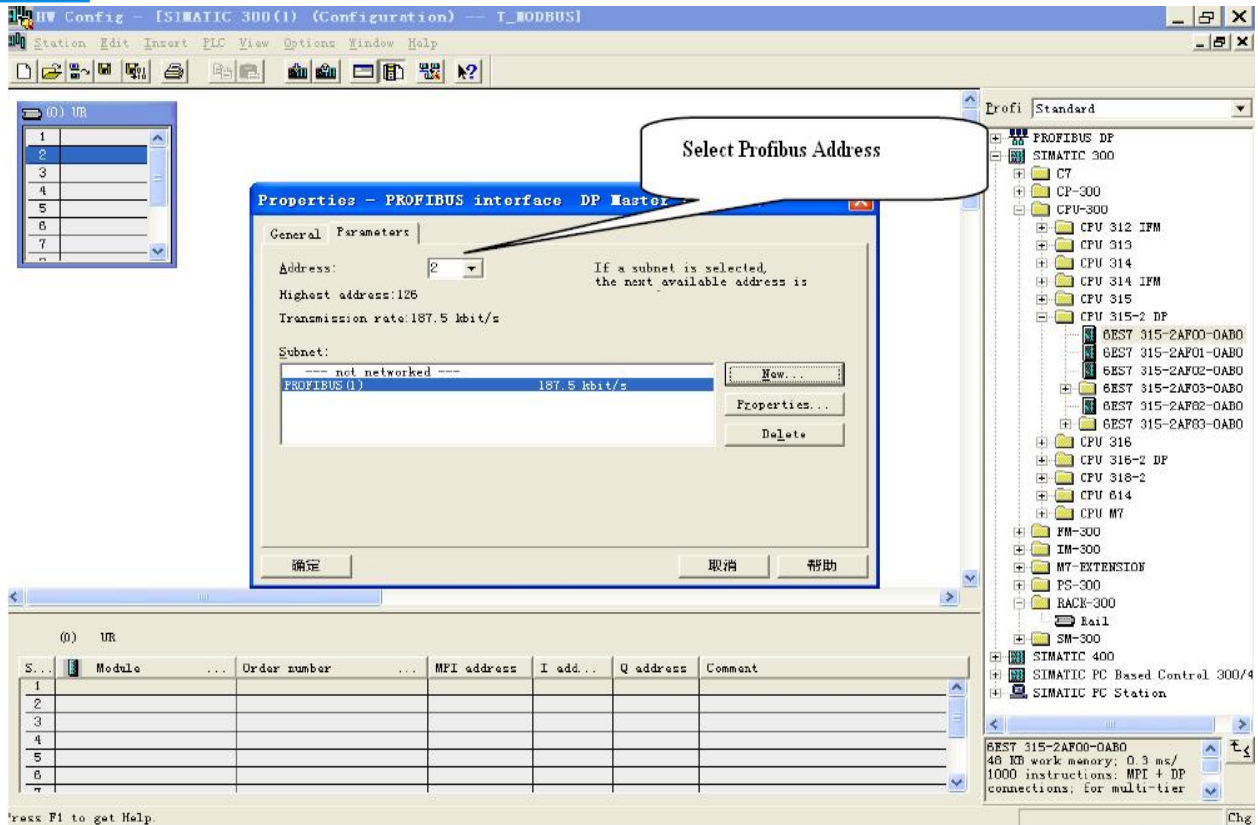 HW Config - [SIMATIC 300(1) (Configuration) -- T_MODBUS]
Station Edit Insert PLC View Options Window Help
(0) UR
1
2
3
4
5
6
7
Select Profibus Address
Properties - PROFIBUS interface DP Master
General Parameters
Address: 2
If a subnet is selected,
the next available address is
Highest address:126
Transmission rate:187.5 kbit/s
Subnet:
--- not networked ---
PROFIBUS(1) 187.5 kbit/s
New...
Properties...
Delete
确定 取消 帮助
Profi Standard
PROFIBUS DP
SIMATIC 300
C7
CP-300
CPU-300
CPU 312 IFM
CPU 313
CPU 314
CPU 314 IFM
CPU 315
CPU 315-2 DP
6ES7 315-2AF00-0AB0
6ES7 315-2AF01-0AB0
6ES7 315-2AF02-0AB0
6ES7 315-2AF03-0AB0
6ES7 315-2AF82-0AB0
6ES7 315-2AF83-0AB0
CPU 316
CPU 316-2 DP
CPU 318-2
CPU 614
CPU M7
FM-300
IM-300
M7-EXTENSION
PS-300
RACK-300
Rail
SM-300
SIMATIC 400
SIMATIC PC Based Control 300/4
SIMATIC PC Station
6ES7 315-2AF00-0AB0
48 KB work memory; 0.3 ms/
1000 instructions; MPI + DP
connections; for multi-tier
(0) UR
S... Module ... Order number ... MPI address I add... Q address Comment
1
2
3
4
5
6
7
Press F1 to get Help.
Chg